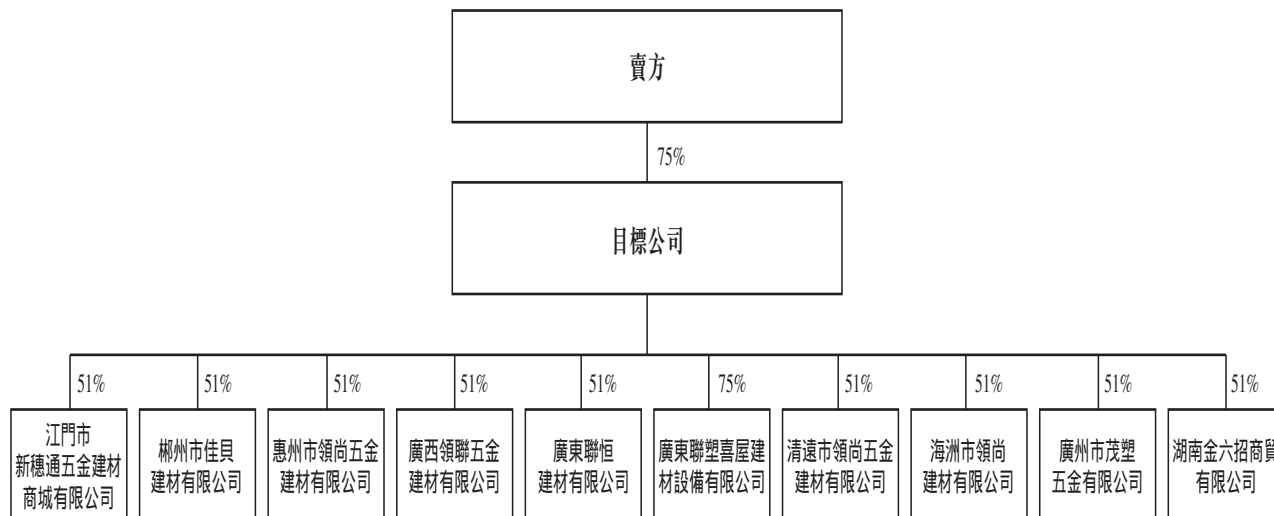 賣方
75%
目標公司
51%
51%
51%
51%
51%
75%
51%
51%
51%
51%
江門市
新穗通五金建材
商城有限公司
郴州市佳貝
建材有限公司
惠州市領尚五金
建材有限公司
廣西領聯五金
建材有限公司
廣東聯恒
建材有限公司
廣東聯塑喜屋建
材設備有限公司
清遠市領尚五金
建材有限公司
海洲市領尚
建材有限公司
廣州市茂塑
五金有限公司
湖南金六招商貿
有限公司